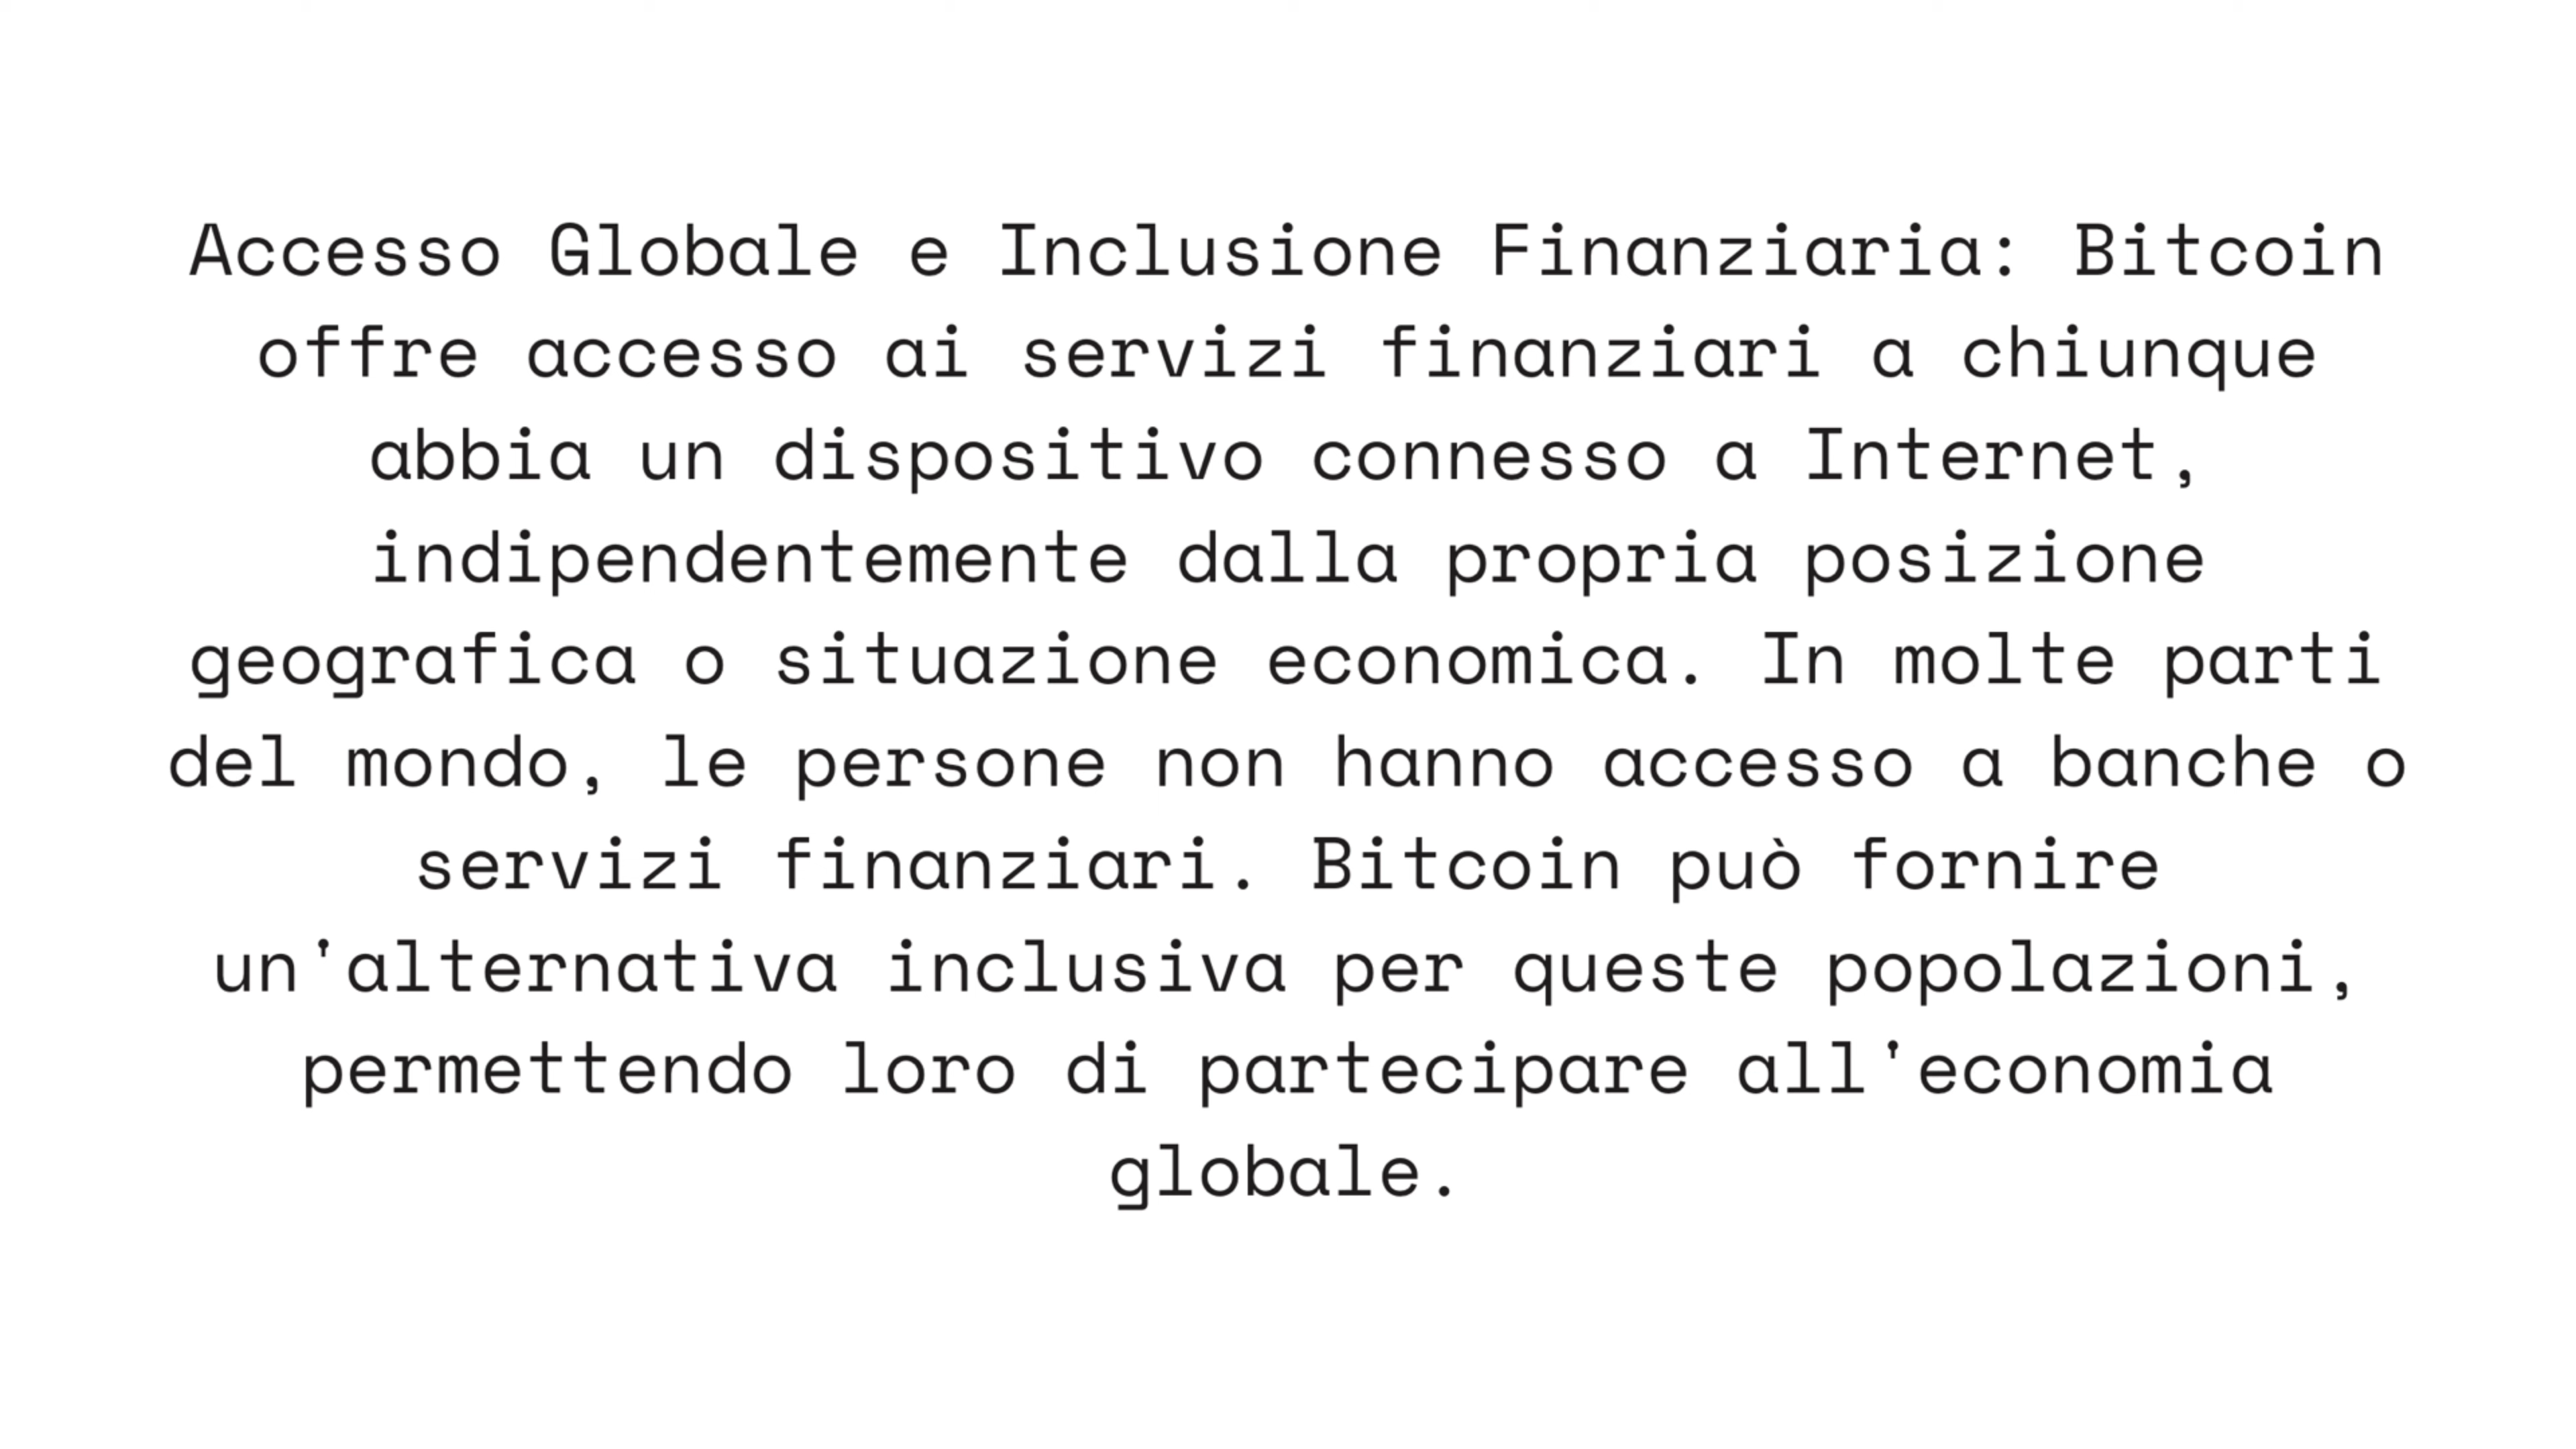 Accesso Globale e Inclusione Finanziaria: Bitcoin
offre accesso ai servizi finanziari a chiunque
abbia un dispositivo connesso a Internet,
indipendentemente dalla propria posizione
geografica o situazione economica. In molte parti
del mondo, le persone non hanno accesso a banche o
servizi finanziari. Bitcoin può fornire
un'alternativa inclusiva per queste popolazioni,
permettendo loro di partecipare all'economia
globale.